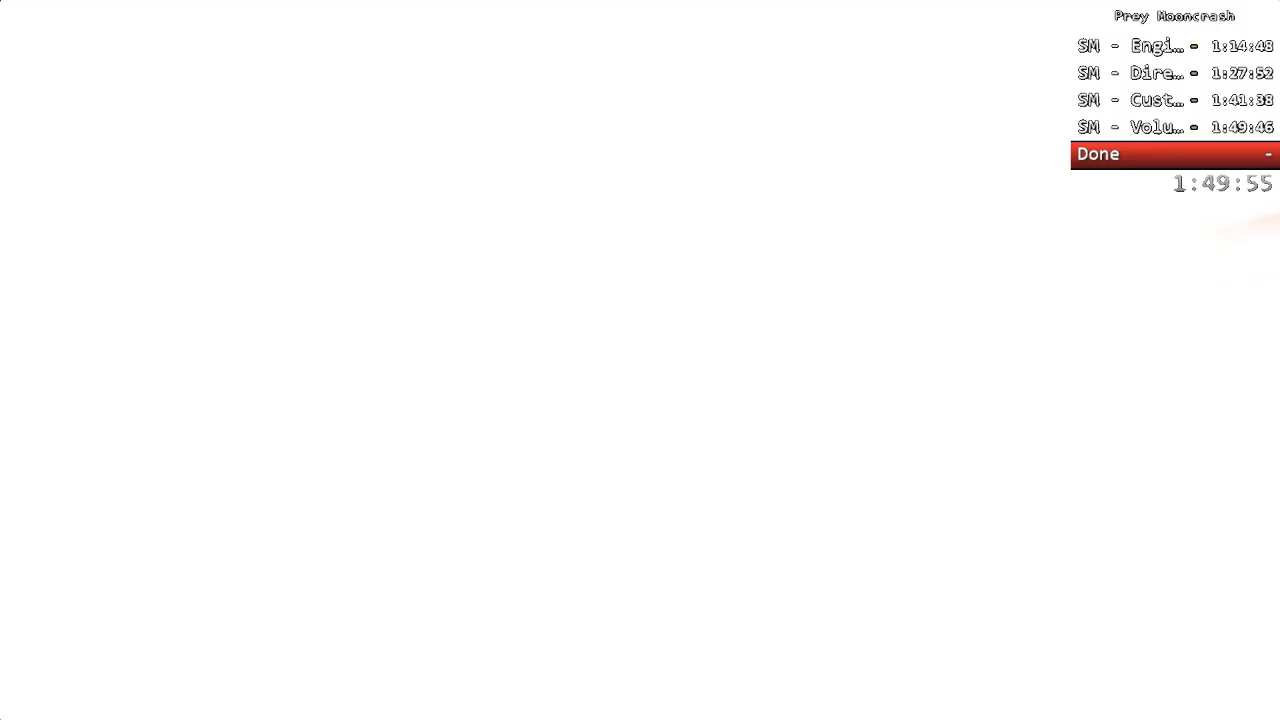 Prey Mooncrash
SM - Engi… - 1:14:48
SM - Dire… - 1:27:52
SM - Cust… - 1:41:38
SM - Volu… - 1:49:46
Done -
1:49:55